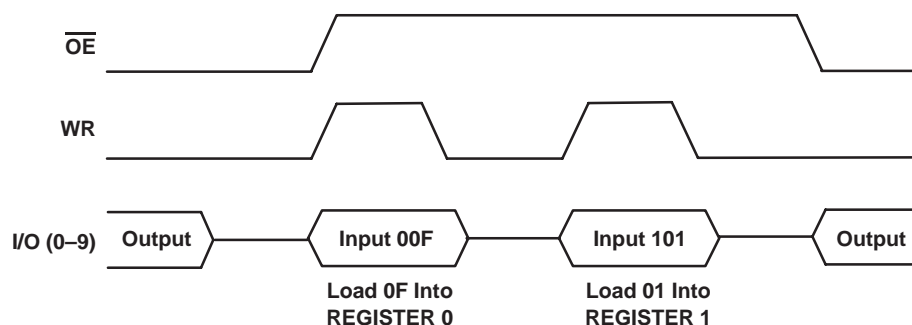 OE
WR
I/O (0–9)
Output
Input 00F
Input 101
Output
Load 0F Into
REGISTER 0
Load 01 Into
REGISTER 1